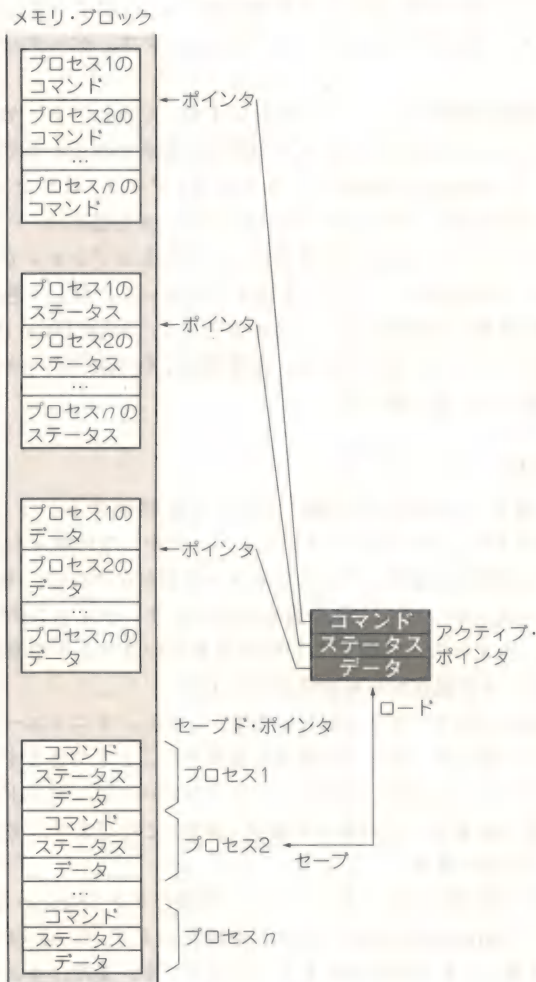 メモリ・ブロック
プロセス1の
コマンド
プロセス2の
コマンド
…
プロセスnの
コマンド
←ポインタ
プロセス1の
ステータス
プロセス2の
ステータス
…
プロセスnの
ステータス
←ポインタ
プロセス1の
データ
プロセス2の
データ
…
プロセスnの
データ
←ポインタ
コマンド
ステータス
データ
アクティブ・
ポインタ
ロード
セーブド・ポインタ
コマンド
ステータス
データ
プロセス1
コマンド
ステータス
データ
プロセス2
セーブ
…
コマンド
ステータス
データ
プロセスn